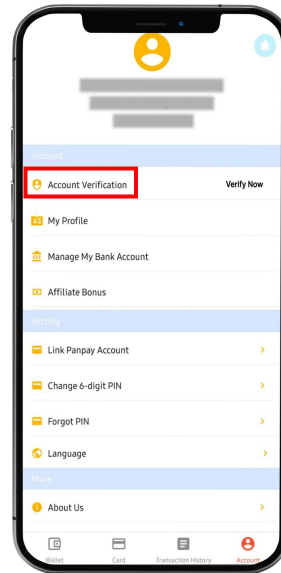 Account
Account Verification Verify Now
My Profile
Manage My Bank Account
Affiliate Bonus
Setting
Link Panpay Account
Change 6-digit PIN
Forgot PIN
Language
More
About Us
Wallet Card Transaction History Account